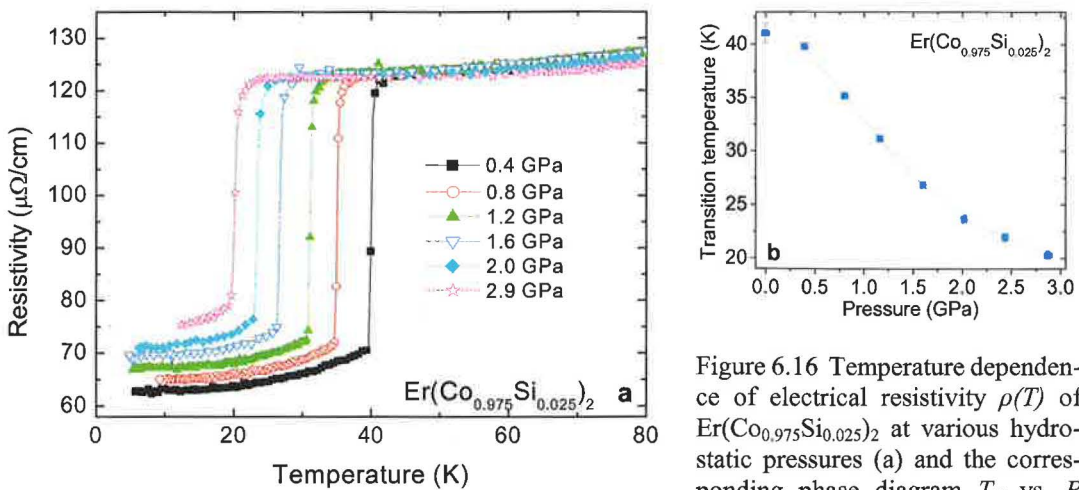 130
120
110
100
90
80
70
60
0
20
40
60
80
Resistivity (μΩ/cm)
Temperature (K)
0.4 GPa
0.8 GPa
1.2 GPa
1.6 GPa
2.0 GPa
2.9 GPa
Er(Co0.975Si0.025)2 a
40
35
30
25
20
Transition temperature (K)
Er(Co0.975Si0.025)2
b
0.0 0.5 1.0 1.5 2.0 2.5 3.0
Pressure (GPa)
Figure 6.16 Temperature dependen-
ce of electrical resistivity ρ(T) of
Er(Co0.975Si0.025)2 at various hydro-
static pressures (a) and the corres-
ponding phase diagram vs. P